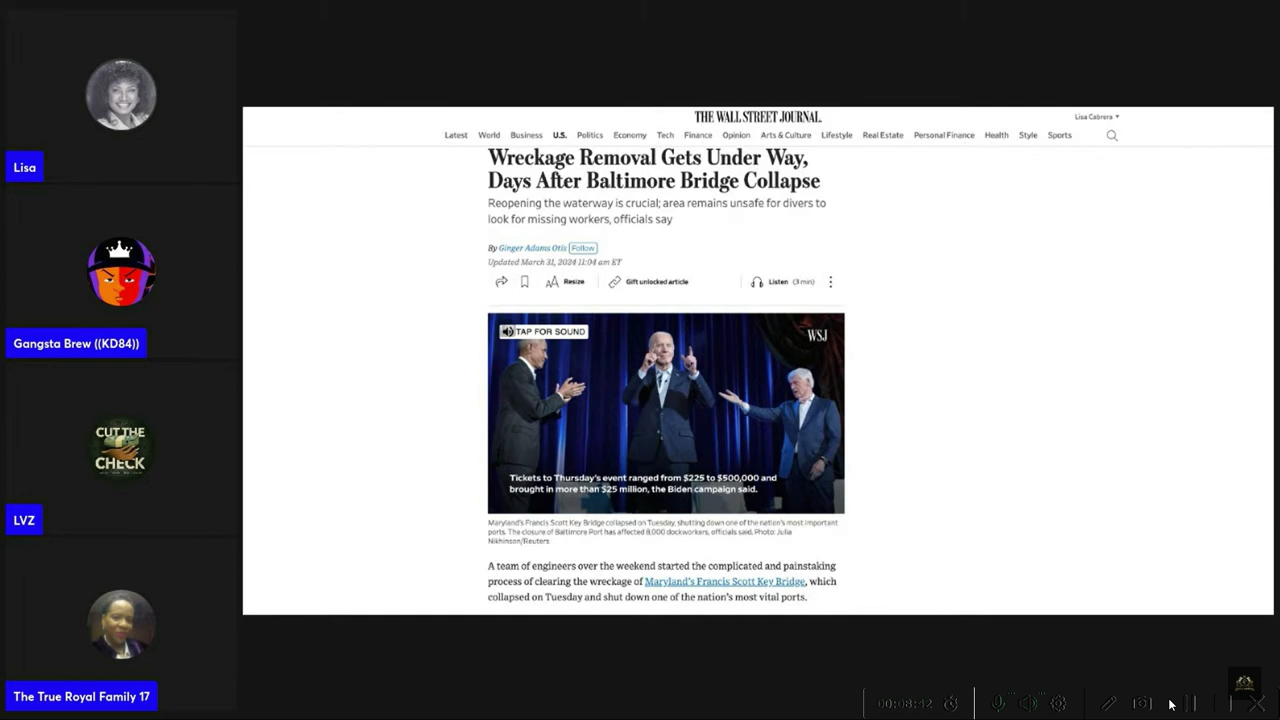 Lisa
Gangsta Brew ((KD84))
CUT THE
CHECK
LVZ
The True Royal Family 17
THE WALL STREET JOURNAL.
Lisa Cabrera
Latest World Business U.S. Politics Economy Tech Finance Opinion Arts & Culture Lifestyle Real Estate Personal Finance Health Style Sports
Wreckage Removal Gets Under Way,
Days After Baltimore Bridge Collapse
Reopening the waterway is crucial; area remains unsafe for divers to
look for missing workers, officials say
By Ginger Adams Otis Follow
Updated March 31, 2024 11:04 am ET
AA Resize Gift unlocked article Listen (3 min)
TAP FOR SOUND
WSJ
Tickets to Thursday's event ranged from $225 to $500,000 and
brought in more than $25 million, the Biden campaign said.
Maryland's Francis Scott Key Bridge collapsed on Tuesday, shutting down one of the nation's most important
ports. The closure of Baltimore Port has affected 8,000 dockworkers, officials said. Photo: Julia
Nikhinson/Reuters
A team of engineers over the weekend started the complicated and painstaking
process of clearing the wreckage of Maryland's Francis Scott Key Bridge, which
collapsed on Tuesday and shut down one of the nation's most vital ports.
00:08:42